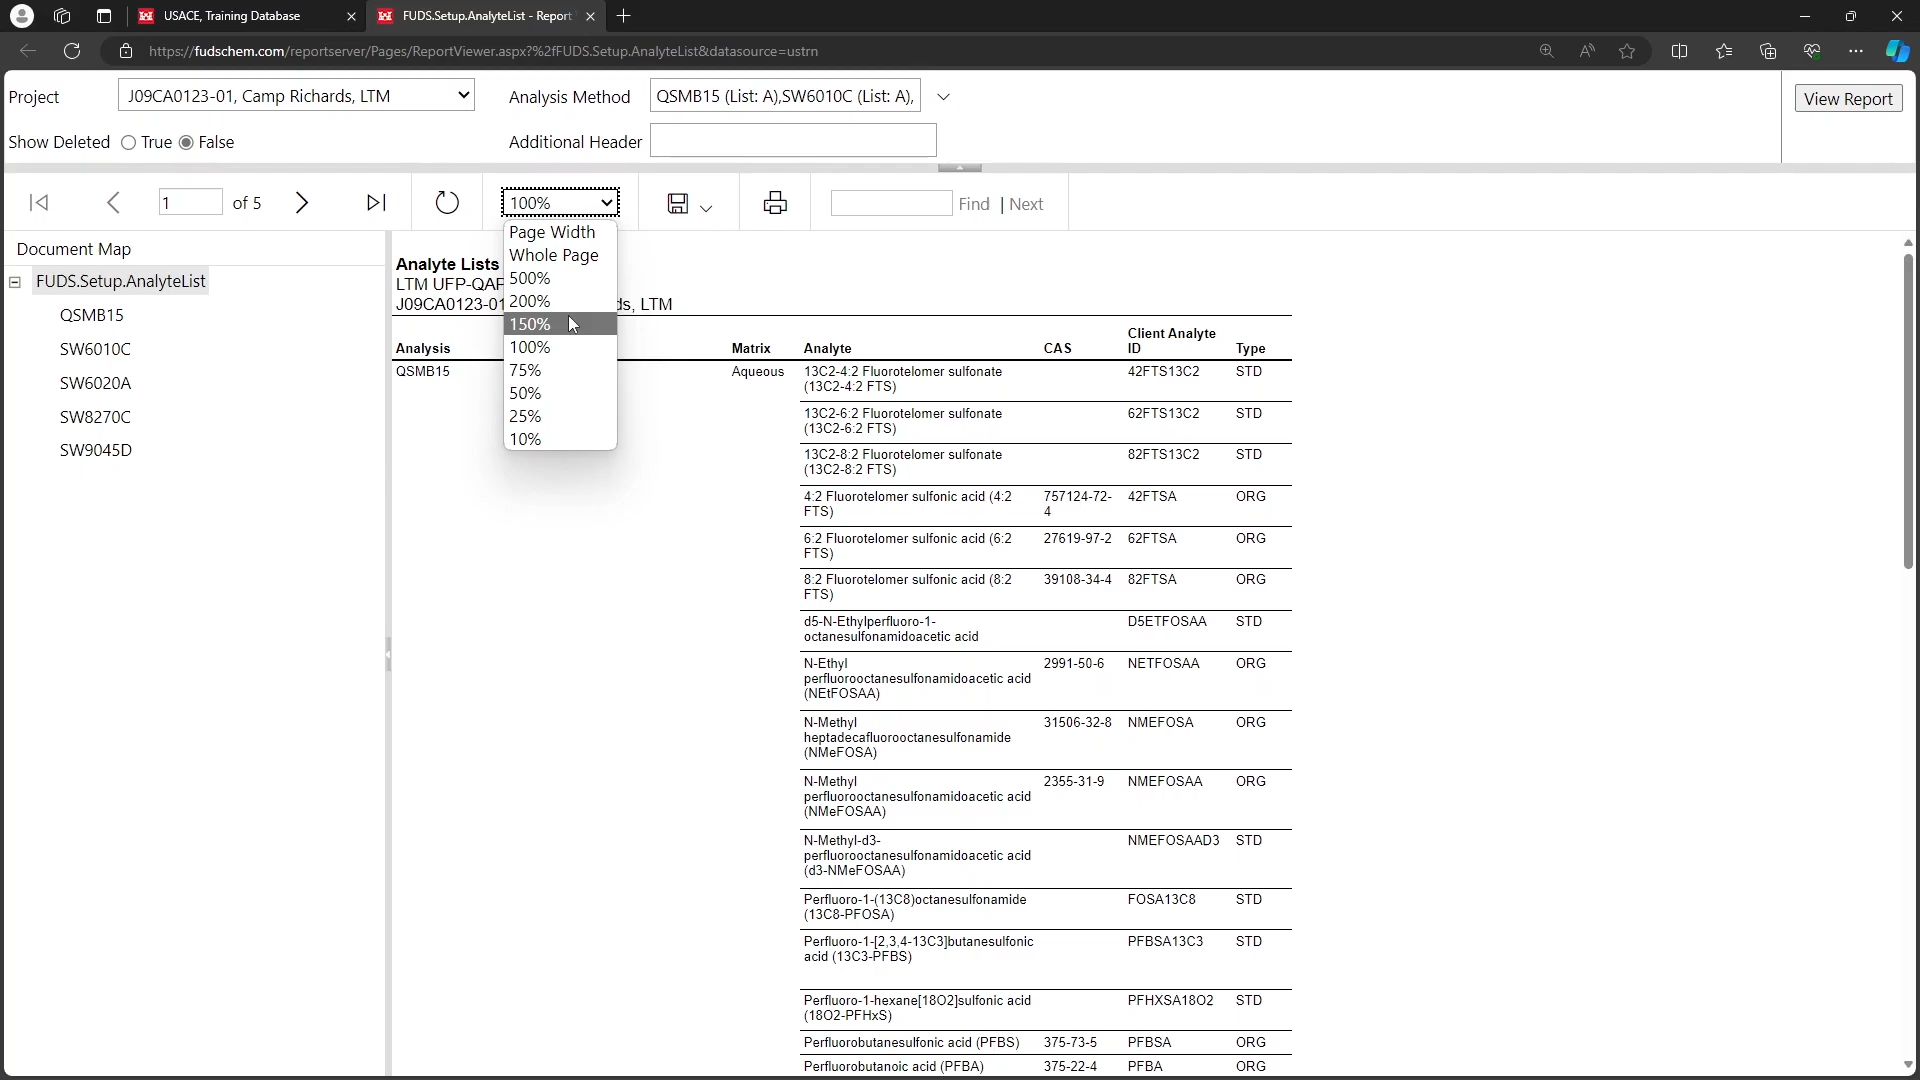 USACE, Training Database
FUDS.Setup.AnalyteList - Report
https://fudschem.com/reportserver/Pages/ReportViewer.aspx?%2fFUDS.Setup.AnalyteList&datasource=ustrn
Project
J09CA0123-01, Camp Richards, LTM
Analysis Method
QSMB15 (List: A),SW6010C (List: A),
View Report
Show Deleted
True
False
Additional Header
1
of 5
100%
Find | Next
Page Width
Whole Page
500%
200%
150%
100%
75%
50%
25%
10%
Document Map
FUDS.Setup.AnalyteList
QSMB15
SW6010C
SW6020A
SW8270C
SW9045D
Analyte Lists
LTM UFP-QAP
J09CA0123-01
ds, LTM
Analysis Matrix Analyte CAS Client Analyte ID Type
QSMB15 Aqueous 13C2-4:2 Fluorotelomer sulfonate 42FTS13C2 STD
(13C2-4:2 FTS)
13C2-6:2 Fluorotelomer sulfonate 62FTS13C2 STD
(13C2-6:2 FTS)
13C2-8:2 Fluorotelomer sulfonate 82FTS13C2 STD
(13C2-8:2 FTS)
4:2 Fluorotelomer sulfonic acid (4:2 757124-72- 42FTSA ORG
FTS) 4
6:2 Fluorotelomer sulfonic acid (6:2 27619-97-2 62FTSA ORG
FTS)
8:2 Fluorotelomer sulfonic acid (8:2 39108-34-4 82FTSA ORG
FTS)
d5-N-Ethylperfluoro-1- D5ETFOSAA STD
octanesulfonamidoacetic acid
N-Ethyl 2991-50-6 NETFOSAA ORG
perfluorooctanesulfonamidoacetic acid
(NEtFOSAA)
N-Methyl 31506-32-8 NMEFOSA ORG
heptadecafluorooctanesulfonamide
(NMeFOSA)
N-Methyl 2355-31-9 NMEFOSAA ORG
perfluorooctanesulfonamidoacetic acid
(NMeFOSAA)
N-Methyl-d3- NMEFOSAAD3 STD
perfluorooctanesulfonamidoacetic acid
(d3-NMeFOSAA)
Perfluoro-1-(13C8)octanesulfonamide FOSA13C8 STD
(13C8-PFOSA)
Perfluoro-1-[2,3,4-13C3]butanesulfonic PFBSA13C3 STD
acid (13C3-PFBS)
Perfluoro-1-hexane[18O2]sulfonic acid PFHXSA18O2 STD
(18O2-PFHxS)
Perfluorobutanesulfonic acid (PFBS) 375-73-5 PFBSA ORG
Perfluorobutanoic acid (PFBA) 375-22-4 PFBA ORG